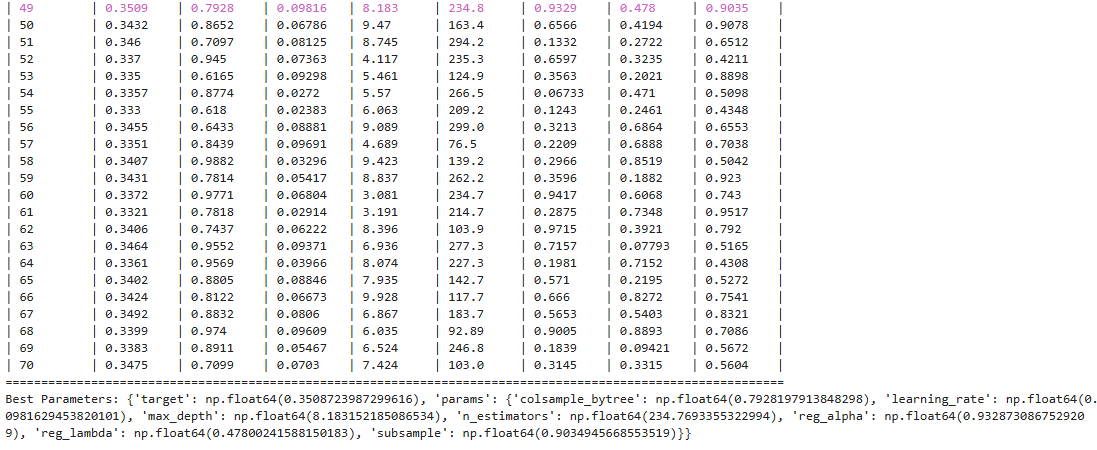 | 49 | 0.3509 | 0.7928 | 0.09816 | 8.183 | 234.8 | 0.9329 | 0.478 | 0.9035 |
| 50 | 0.3432 | 0.8652 | 0.06786 | 9.47 | 163.4 | 0.6566 | 0.4194 | 0.9078 |
| 51 | 0.346 | 0.7097 | 0.08125 | 8.745 | 294.2 | 0.1332 | 0.2722 | 0.6512 |
| 52 | 0.337 | 0.945 | 0.07363 | 4.117 | 235.3 | 0.6597 | 0.3235 | 0.4211 |
| 53 | 0.335 | 0.6165 | 0.09298 | 5.461 | 124.9 | 0.3563 | 0.2021 | 0.8898 |
| 54 | 0.3357 | 0.8774 | 0.0272 | 5.57 | 266.5 | 0.06733 | 0.471 | 0.5098 |
| 55 | 0.333 | 0.618 | 0.02383 | 6.063 | 209.2 | 0.1243 | 0.2461 | 0.4348 |
| 56 | 0.3455 | 0.6433 | 0.08881 | 9.089 | 299.0 | 0.3213 | 0.6864 | 0.6553 |
| 57 | 0.3351 | 0.8439 | 0.09691 | 4.689 | 76.5 | 0.2209 | 0.6888 | 0.7038 |
| 58 | 0.3407 | 0.9882 | 0.03296 | 9.423 | 139.2 | 0.2966 | 0.8519 | 0.5042 |
| 59 | 0.3431 | 0.7814 | 0.05417 | 8.837 | 262.2 | 0.3596 | 0.1882 | 0.923 |
| 60 | 0.3372 | 0.9771 | 0.06804 | 3.081 | 234.7 | 0.9417 | 0.6068 | 0.743 |
| 61 | 0.3321 | 0.7818 | 0.02914 | 3.191 | 214.7 | 0.2875 | 0.7348 | 0.9517 |
| 62 | 0.3406 | 0.7437 | 0.06222 | 8.396 | 103.9 | 0.9715 | 0.3921 | 0.792 |
| 63 | 0.3464 | 0.9552 | 0.09371 | 6.936 | 277.3 | 0.7157 | 0.07793 | 0.5165 |
| 64 | 0.3361 | 0.9569 | 0.03966 | 8.074 | 227.3 | 0.1981 | 0.7152 | 0.4308 |
| 65 | 0.3402 | 0.8805 | 0.08846 | 7.935 | 142.7 | 0.571 | 0.2195 | 0.5272 |
| 66 | 0.3424 | 0.8122 | 0.06673 | 9.928 | 117.7 | 0.666 | 0.8272 | 0.7541 |
| 67 | 0.3492 | 0.8832 | 0.0806 | 6.867 | 183.7 | 0.5653 | 0.5403 | 0.8321 |
| 68 | 0.3399 | 0.974 | 0.09609 | 6.035 | 92.89 | 0.9005 | 0.8893 | 0.7086 |
| 69 | 0.3383 | 0.8911 | 0.05467 | 6.524 | 246.8 | 0.1839 | 0.09421 | 0.5672 |
| 70 | 0.3475 | 0.7099 | 0.0703 | 7.424 | 103.0 | 0.3145 | 0.3315 | 0.5604 |
=============================================================================================================
Best Parameters: {'target': np.float64(0.3508723987299616), 'params': {'colsample_bytree': np.float64(0.7928197913848298), 'learning_rate': np.float64(0.
0981629453820101), 'max_depth': np.float64(8.183152185086534), 'n_estimators': np.float64(234.7693355322994), 'reg_alpha': np.float64(0.932873086752920
9), 'reg_lambda': np.float64(0.47800241588150183), 'subsample': np.float64(0.9034945668553519)}}